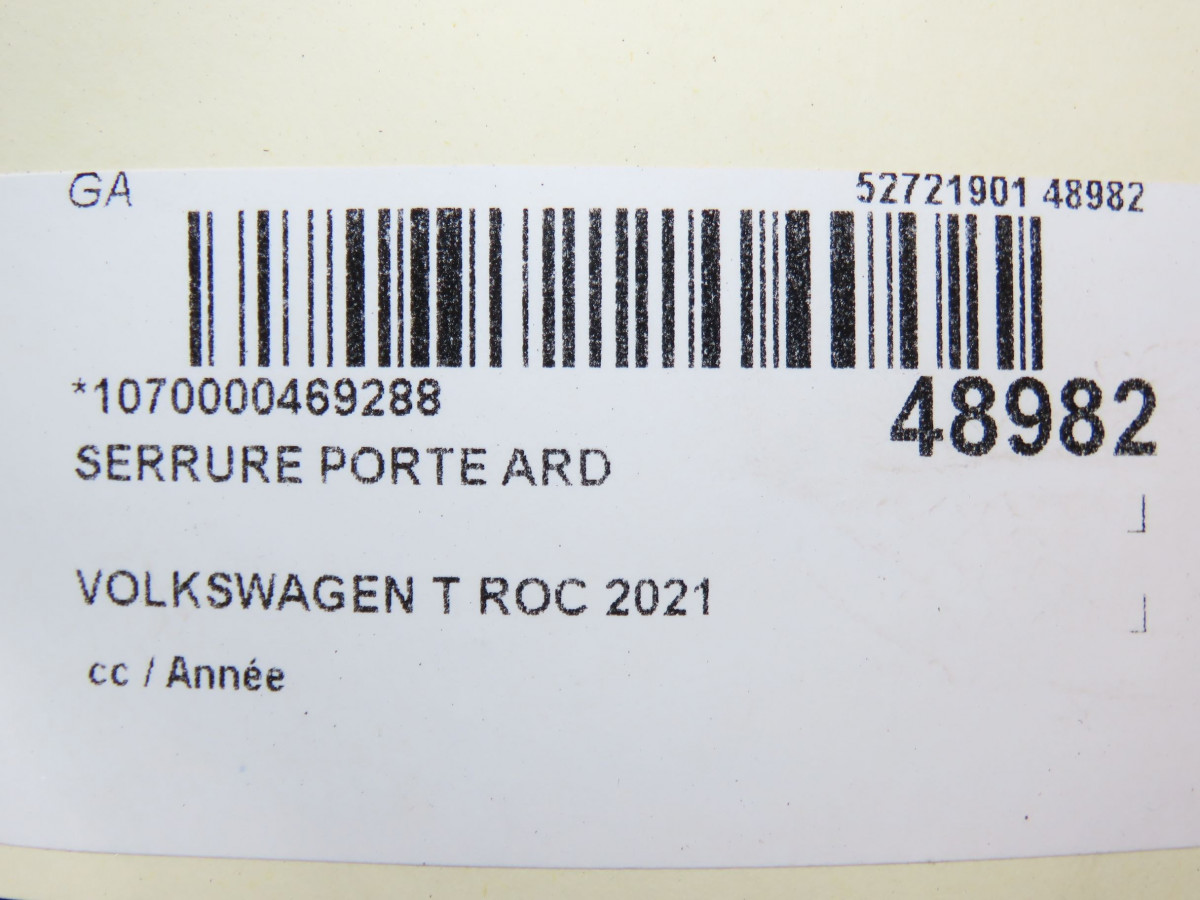 GA 52721901 48982
*1070000469288 48982
SERRURE PORTE ARD
VOLKSWAGEN T ROC 2021
cc / Année